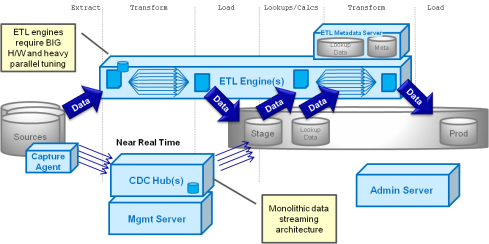 Extract Transform Load Lookups/Calcs Transform Load
ETL engines
require BIG
H/W and heavy
parallel tuning
ETL Metadata Server
Lookup
Data
Meta
ETL Engine(s)
Data
Data
Data
Data
Data
Sources
Stage
Lookup
Data
Prod
Near Real Time
Capture
Agent
CDC Hub(s)
Mgmt Server
Admin Server
Monolithic data
streaming
architecture